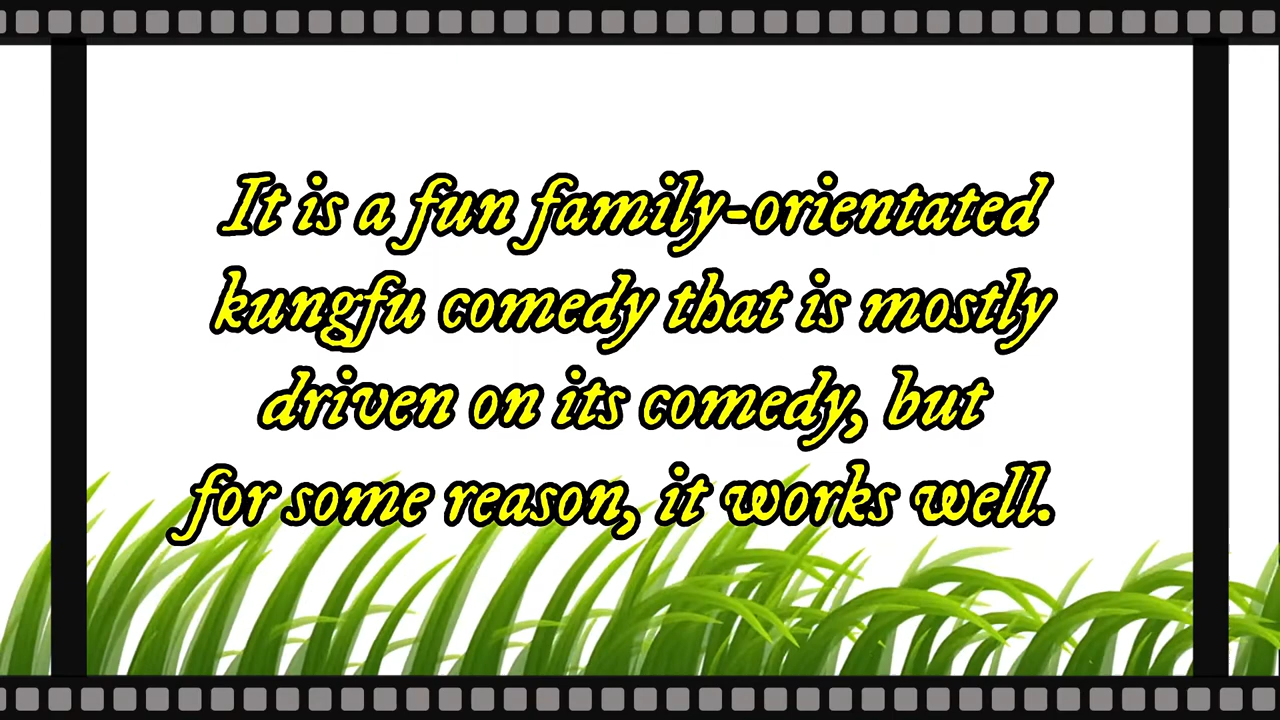 It is a fun family-orientated
kungfu comedy that is mostly
driven on its comedy, but
for some reason, it works well.